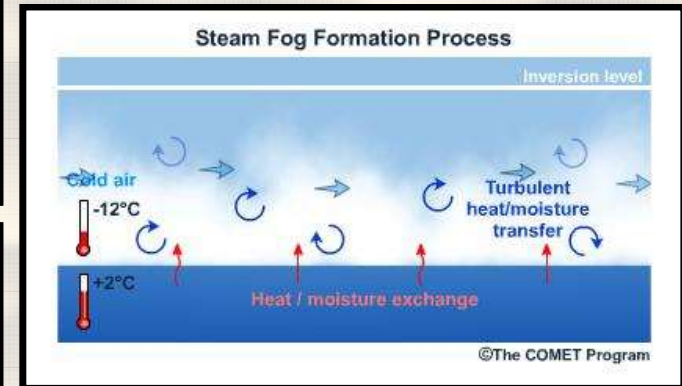 Steam Fog Formation Process
Inversion level
Cold air
-12°C
Turbulent
heat/moisture
transfer
+2°C
Heat / moisture exchange
©The COMET Program